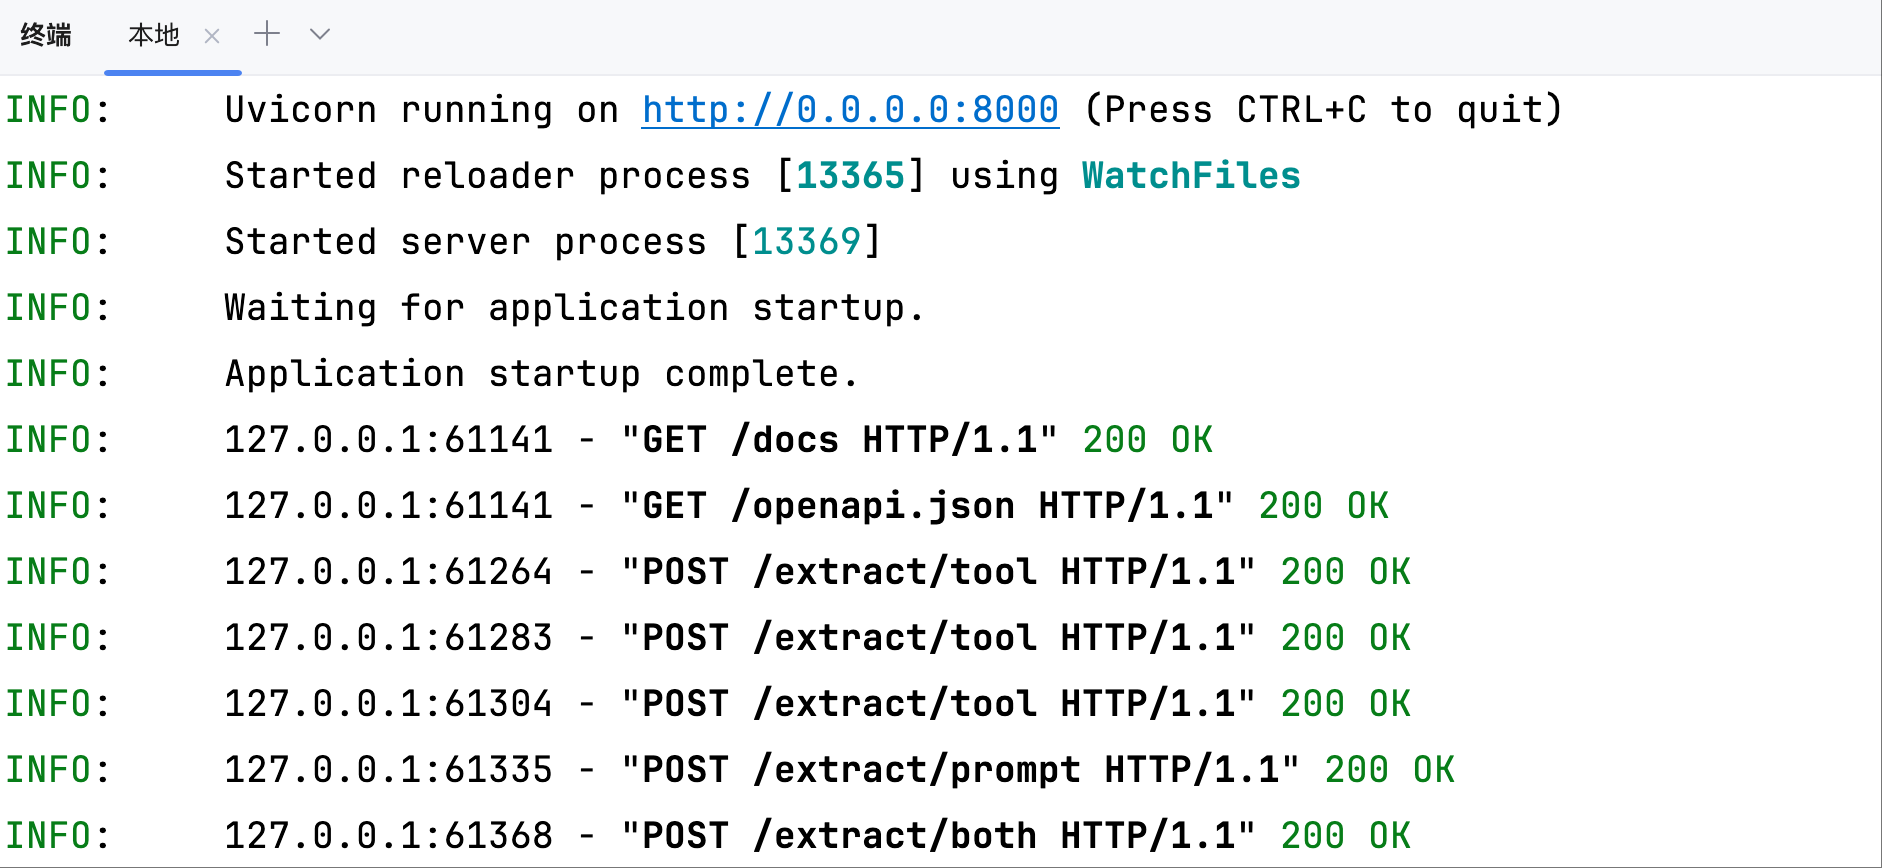 终端 本地
INFO: Uvicorn running on http://0.0.0.0:8000 (Press CTRL+C to quit)
INFO: Started reloader process [13365] using WatchFiles
INFO: Started server process [13369]
INFO: Waiting for application startup.
INFO: Application startup complete.
INFO: 127.0.0.1:61141 - "GET /docs HTTP/1.1" 200 OK
INFO: 127.0.0.1:61141 - "GET /openapi.json HTTP/1.1" 200 OK
INFO: 127.0.0.1:61264 - "POST /extract/tool HTTP/1.1" 200 OK
INFO: 127.0.0.1:61283 - "POST /extract/tool HTTP/1.1" 200 OK
INFO: 127.0.0.1:61304 - "POST /extract/tool HTTP/1.1" 200 OK
INFO: 127.0.0.1:61335 - "POST /extract/prompt HTTP/1.1" 200 OK
INFO: 127.0.0.1:61368 - "POST /extract/both HTTP/1.1" 200 OK